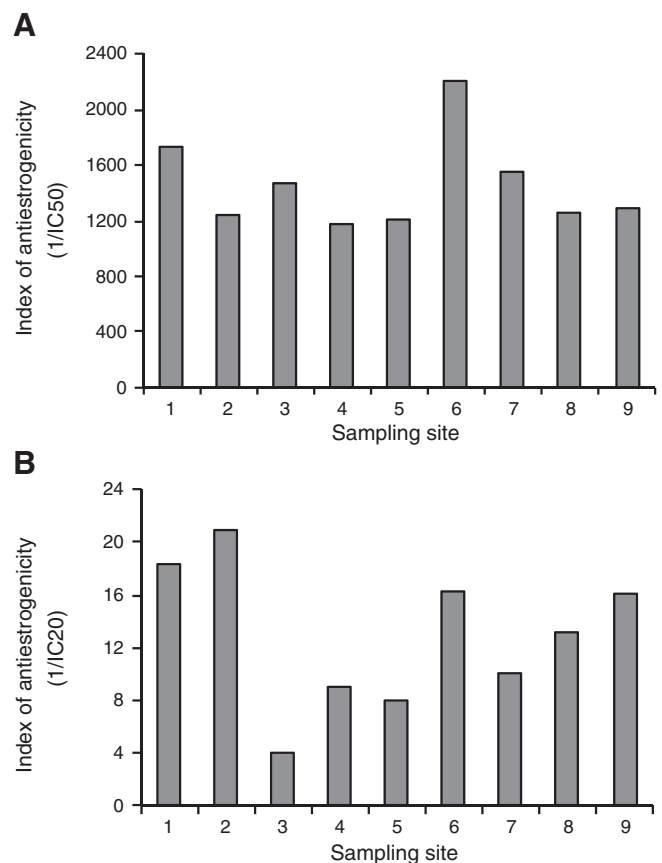 A
Index of antiestrogenicity
(1/IC50)
2400
2000
1600
1200
800
400
0
1 2 3 4 5 6 7 8 9
Sampling site
B
Index of antiestrogenicity
(1/IC20)
24
20
16
12
8
4
0
1 2 3 4 5 6 7 8 9
Sampling site